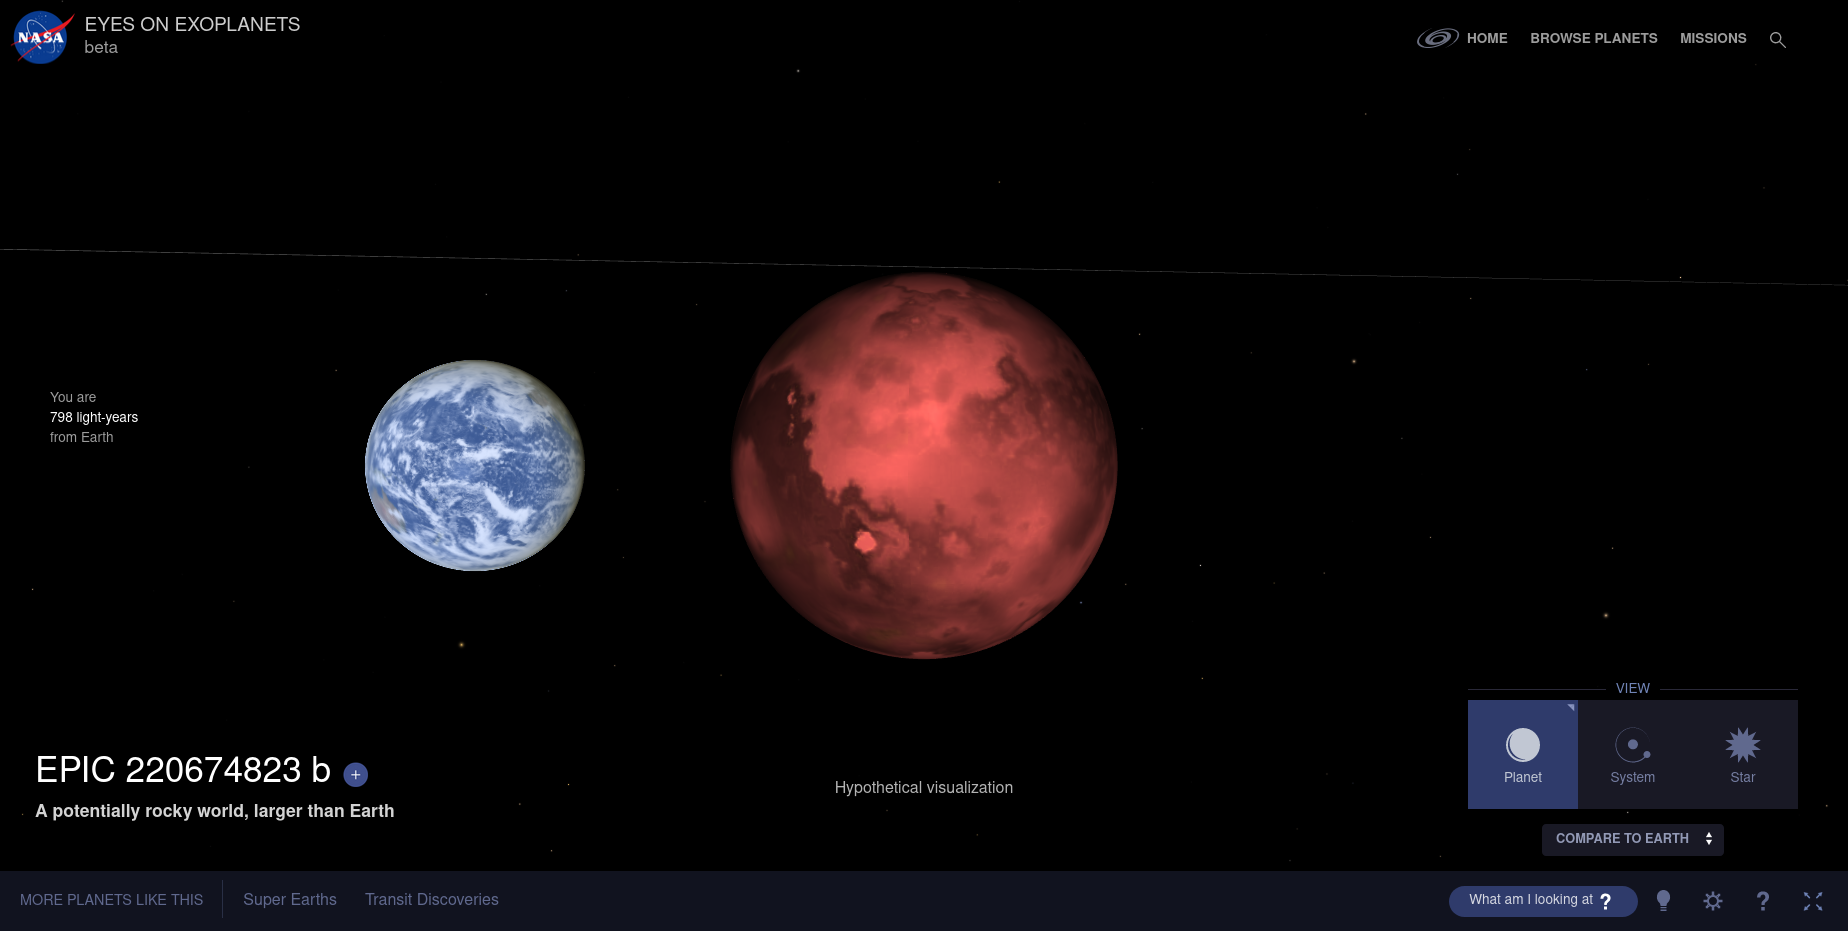 NASA
EYES ON EXOPLANETS
beta
HOME
BROWSE PLANETS
MISSIONS
You are
798 light-years
from Earth
EPIC 220674823 b +
A potentially rocky world, larger than Earth
Hypothetical visualization
VIEW
Planet
System
Star
COMPARE TO EARTH
MORE PLANETS LIKE THIS
Super Earths
Transit Discoveries
What am I looking at ?
?